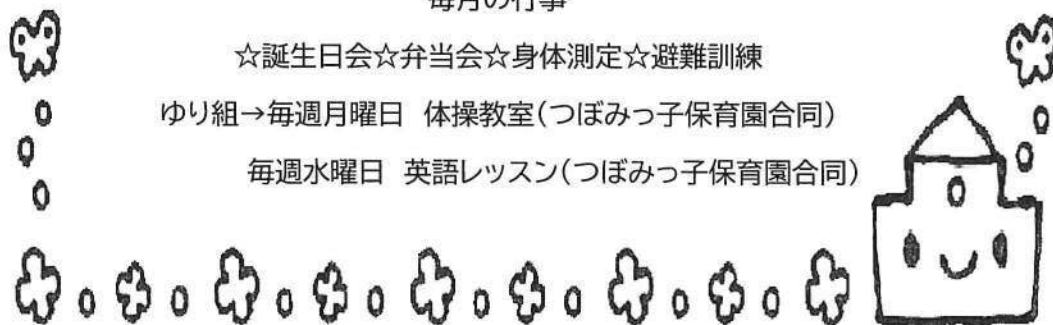 毎月の行事
☆誕生日会☆弁当会☆身体測定☆避難訓練
ゆり組→毎週月曜日 体操教室(つぼみっ子保育園合同)
毎週水曜日 英語レッスン(つぼみっ子保育園合同)